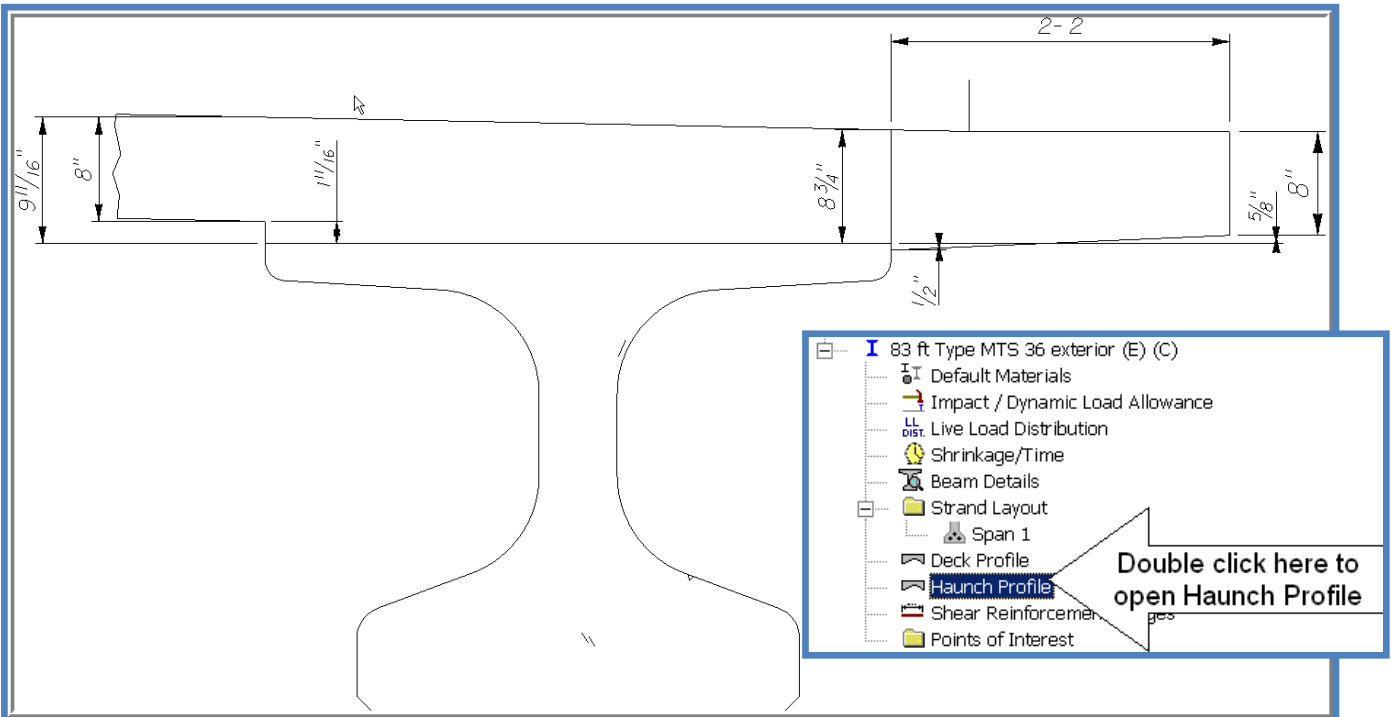 2- 2
9 11/16"
8"
1 11/16"
8 3/4"
5/8"
8"
1/2"
83 ft Type MTS 36 exterior (E) (C)
Default Materials
Impact / Dynamic Load Allowance
LL
DIST.
Live Load Distribution
Shrinkage/Time
Beam Details
Strand Layout
Span 1
Deck Profile
Haunch Profile
Double click here to
open Haunch Profile
Shear Reinforcemen ges
Points of Interest